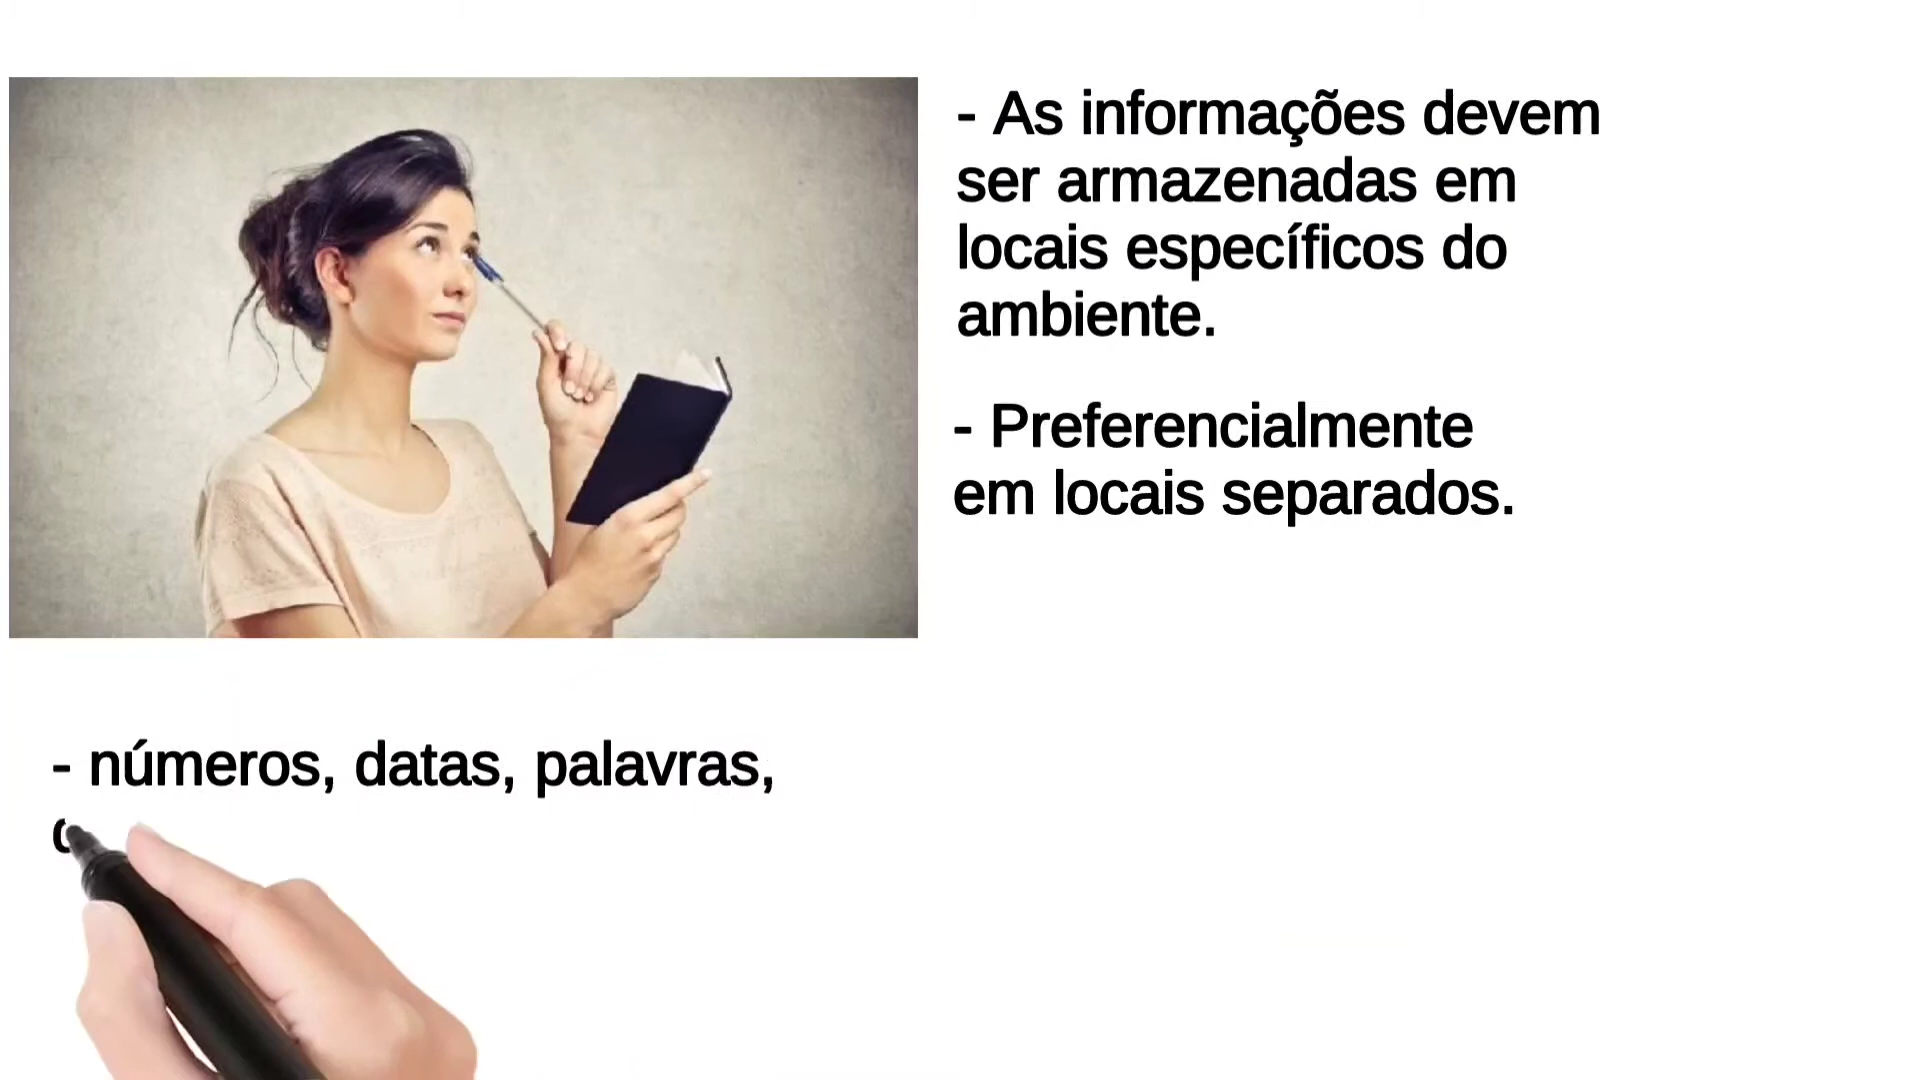 - As informações devem
ser armazenadas em
locais específicos do
ambiente.
- Preferencialmente
em locais separados.
- números, datas, palavras,